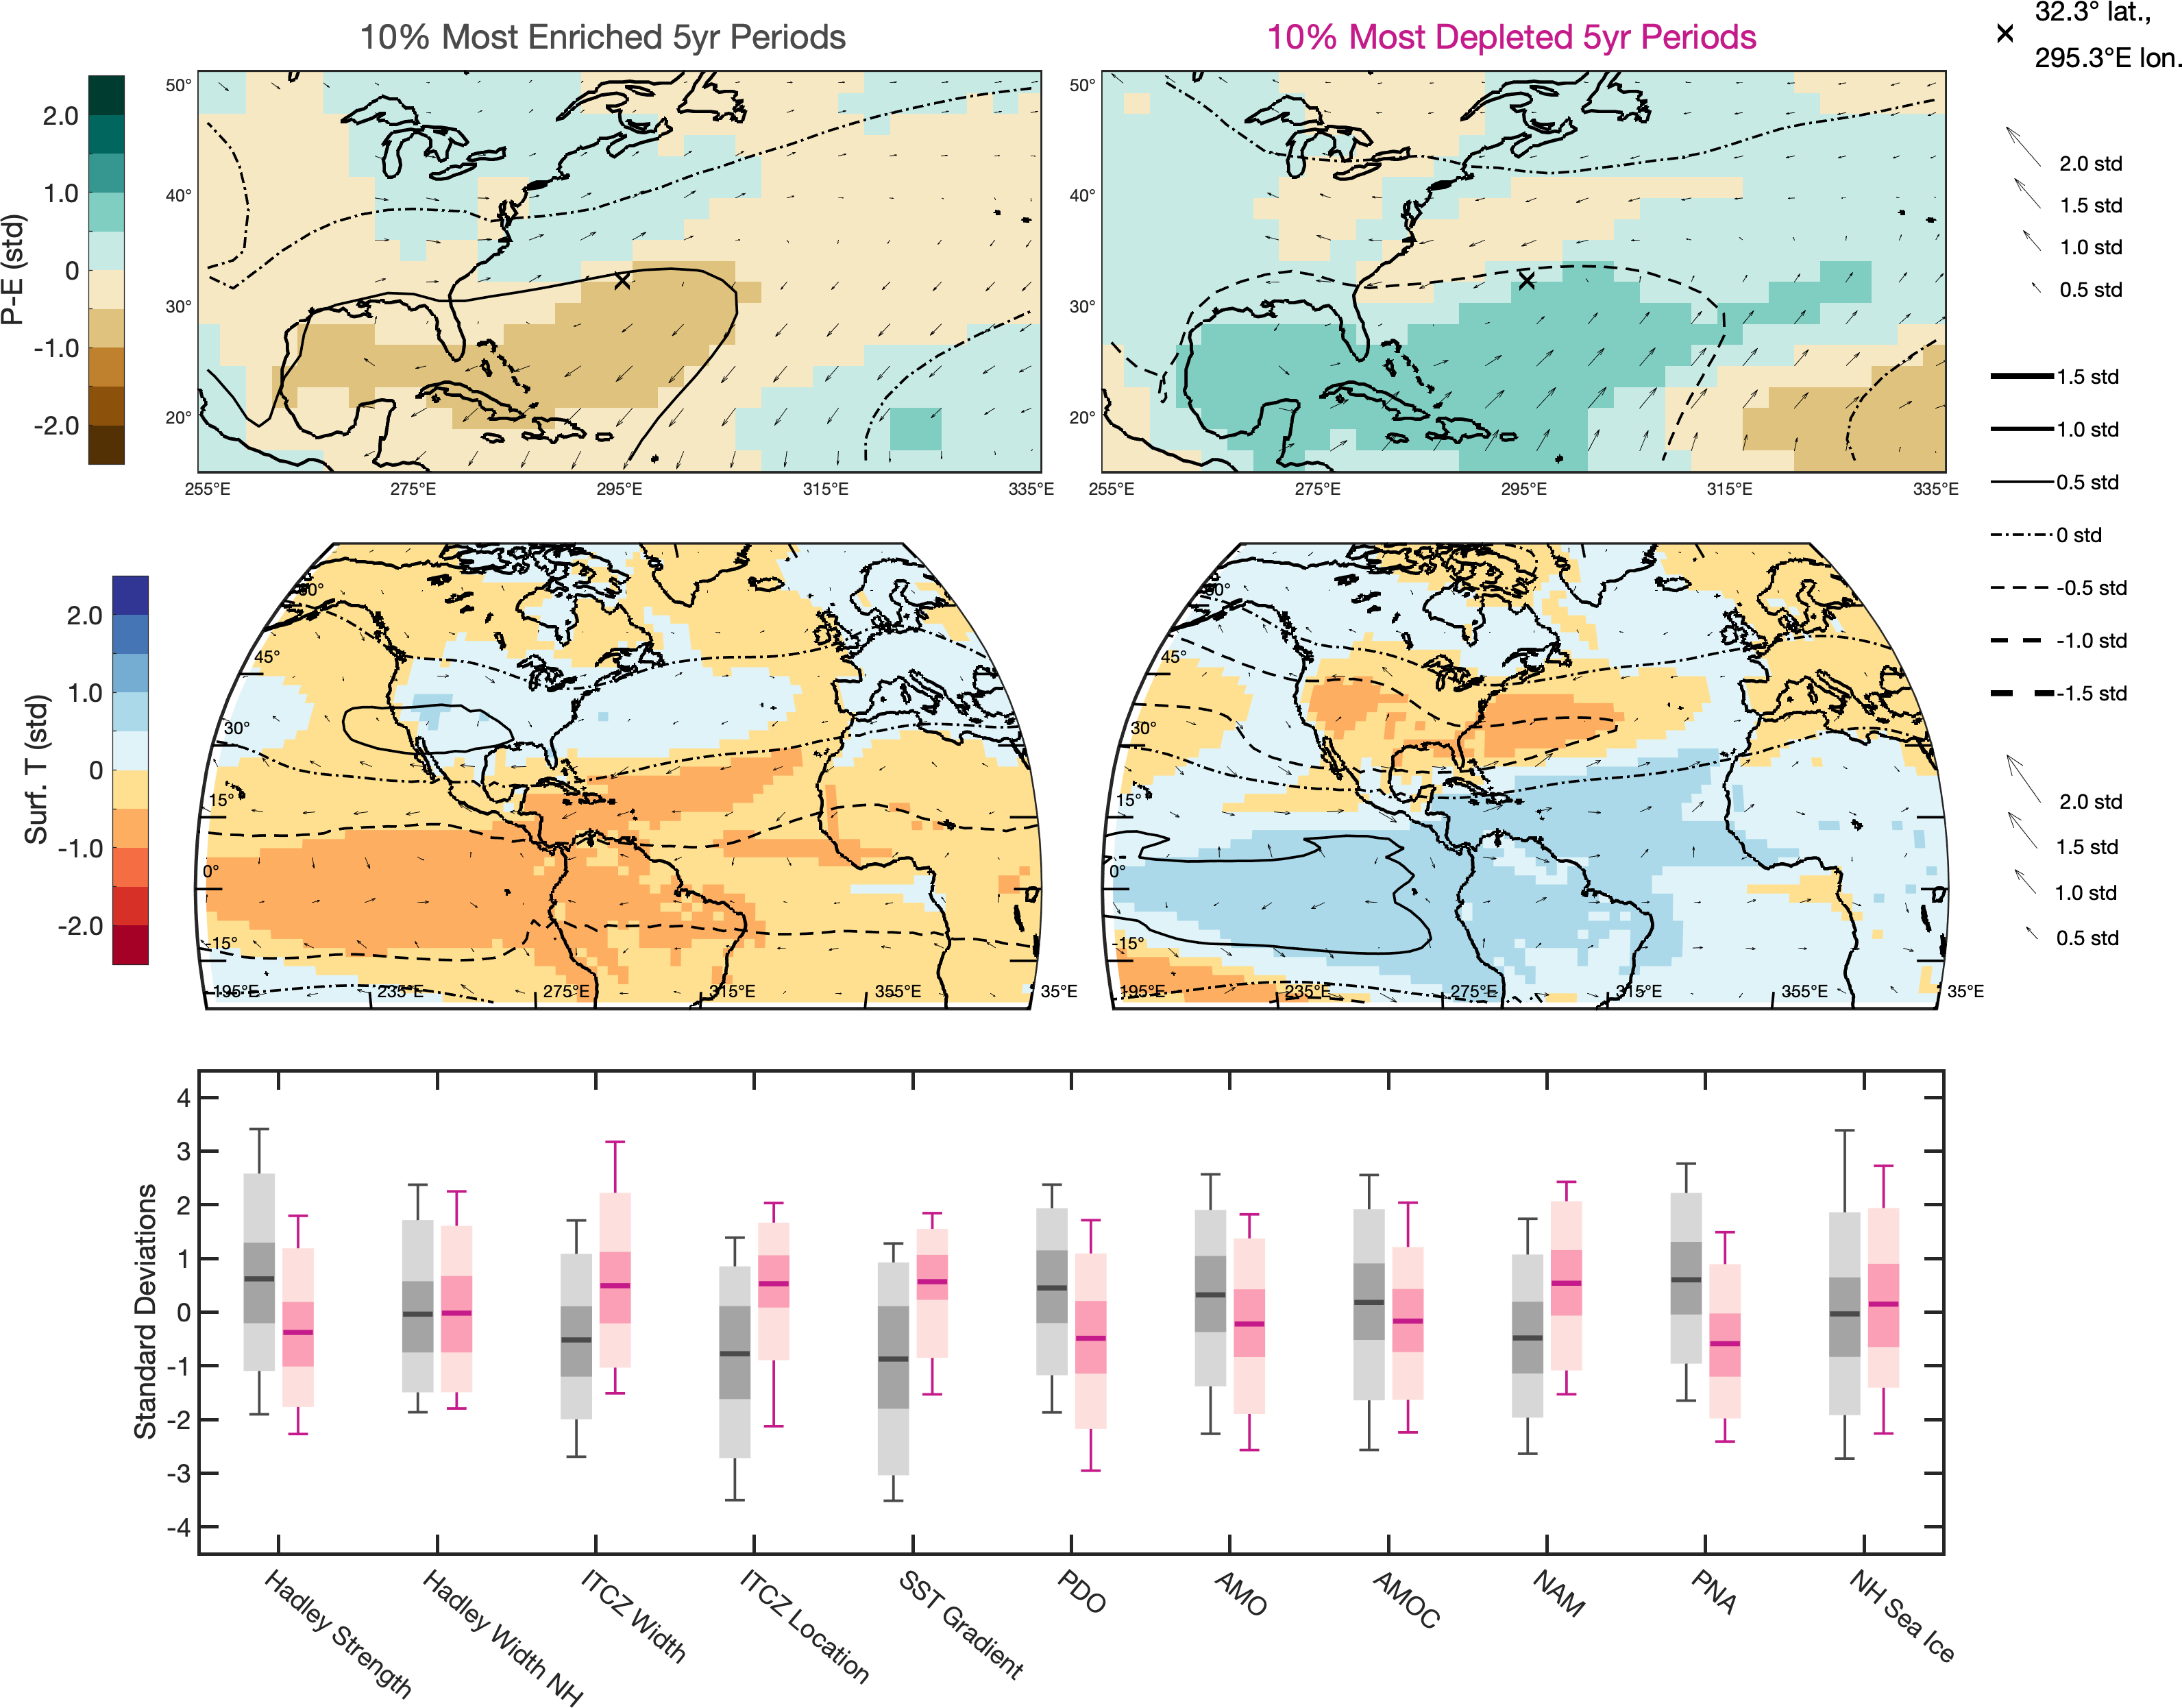 10% Most Enriched 5yr Periods
10% Most Depleted 5yr Periods
32.3° lat.,
295.3°E lon.
P-E (std)
2.0
1.0
0
-1.0
-2.0
50°
40°
30°
20°
255°E
275°E
295°E
315°E
335°E
50°
40°
30°
20°
255°E
275°E
295°E
315°E
335°E
2.0 std
1.5 std
1.0 std
0.5 std
1.5 std
1.0 std
0.5 std
0 std
-0.5 std
-1.0 std
-1.5 std
2.0 std
1.5 std
1.0 std
0.5 std
Surf. T (std)
2.0
1.0
0
-1.0
-2.0
45°
30°
15°
0°
-15°
195°E
235°E
275°E
315°E
355°E
35°E
45°
30°
15°
0°
-15°
195°E
235°E
275°E
315°E
355°E
35°E
Standard Deviations
4
3
2
1
0
-1
-2
-3
-4
Hadley Strength
Hadley Width NH
ITCZ Width
ITCZ Location
SST Gradient
PDO
AMO
AMOC
NAM
PNA
NH Sea Ice